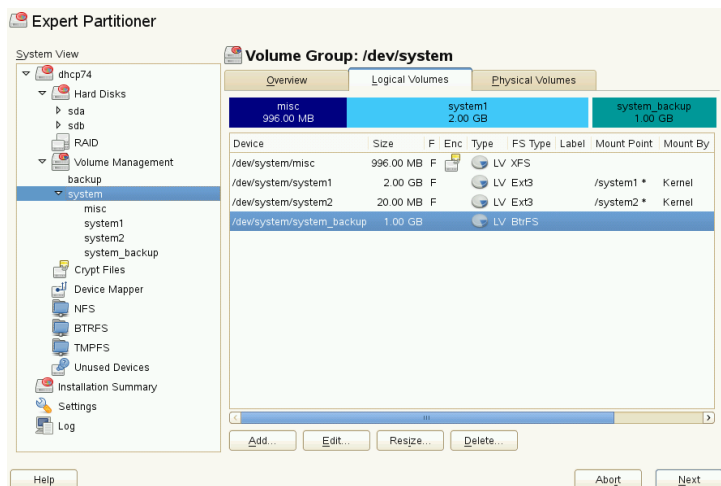 Expert Partitioner
System View
dhcp74
Hard Disks
sda
sdb
RAID
Volume Management
backup
system
misc
system1
system2
system_backup
Crypt Files
Device Mapper
NFS
BTRFS
TMPFS
Unused Devices
Installation Summary
Settings
Log
Volume Group: /dev/system
Overview Logical Volumes Physical Volumes
misc system1 system_backup
996.00 MB 2.00 GB 1.00 GB
Device Size F Enc Type FS Type Label Mount Point Mount By
/dev/system/misc 996.00 MB F LV XFS
/dev/system/system1 2.00 GB F LV Ext3 /system1 * Kernel
/dev/system/system2 20.00 MB F LV Ext3 /system2 * Kernel
/dev/system/system_backup 1.00 GB LV BtrFS
Add... Edit... Resize... Delete...
Help Abort Next